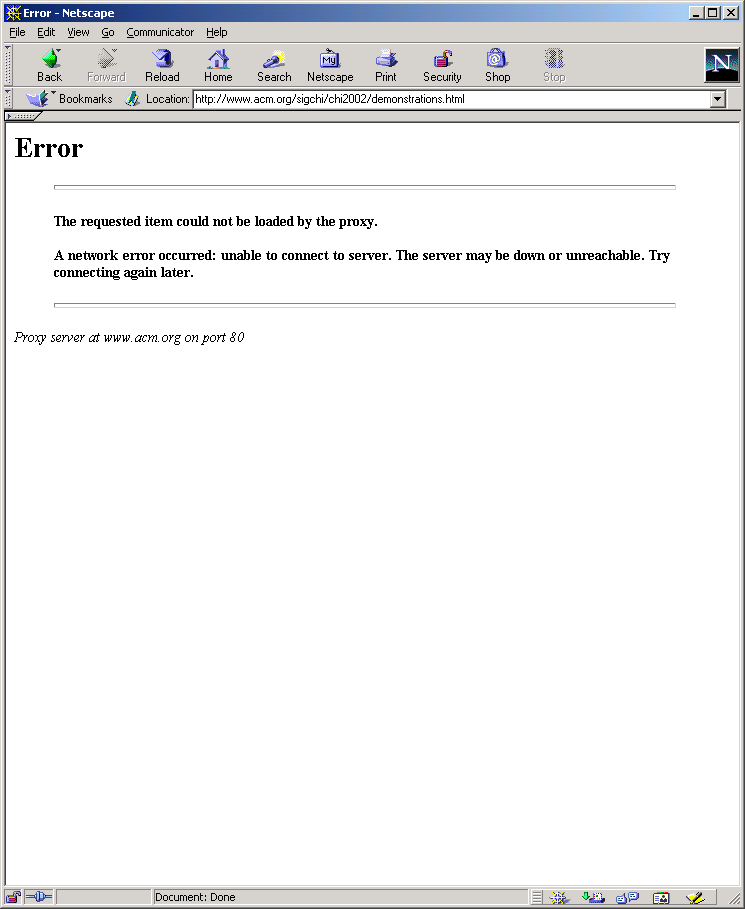 Error - Netscape
File Edit View Go Communicator Help
My
Back Forward Reload Home Search Netscape Print Security Shop Stop
N
Bookmarks Location: http://www.acm.org/sigchi/chi2002/demonstrations.html
Error
The requested item could not be loaded by the proxy.
A network error occurred: unable to connect to server. The server may be down or unreachable. Try
connecting again later.
Proxy server at www.acm.org on port 80
Document: Done